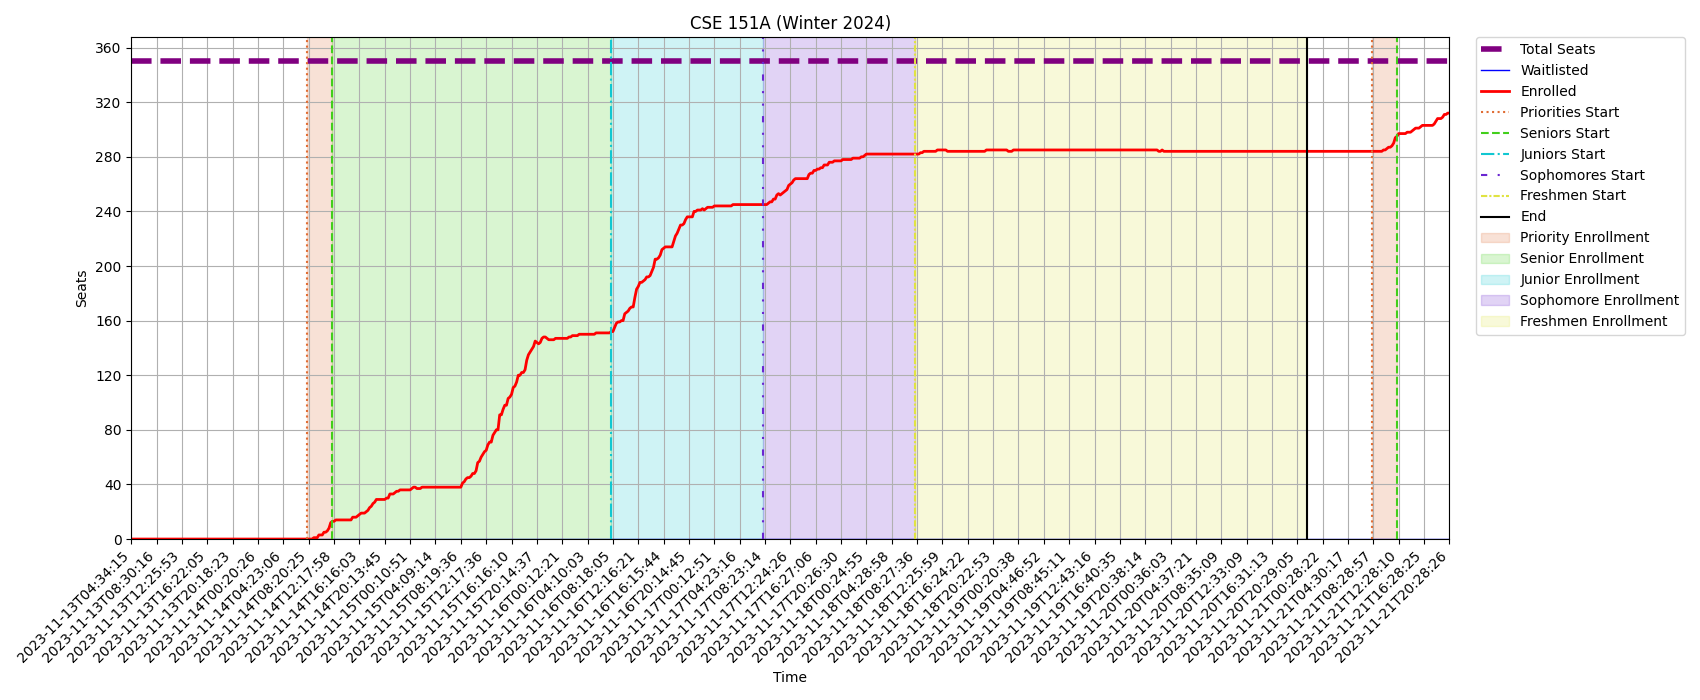 CSE 151A (Winter 2024)
Seats
360
320
280
240
200
160
120
80
40
0
2023-11-13T04:34:15
2023-11-13T08:30:16
2023-11-13T12:25:53
2023-11-13T16:22:05
2023-11-13T20:18:23
2023-11-14T00:20:26
2023-11-14T04:23:06
2023-11-14T08:20:25
2023-11-14T12:17:58
2023-11-14T16:16:03
2023-11-14T20:13:45
2023-11-15T00:10:51
2023-11-15T04:09:14
2023-11-15T08:19:36
2023-11-15T12:17:36
2023-11-15T16:16:10
2023-11-15T20:14:37
2023-11-16T00:12:21
2023-11-16T04:10:03
2023-11-16T08:18:05
2023-11-16T12:16:21
2023-11-16T16:15:44
2023-11-16T20:14:45
2023-11-17T00:12:51
2023-11-17T04:23:16
2023-11-17T08:23:14
2023-11-17T12:24:26
2023-11-17T16:27:06
2023-11-17T20:26:30
2023-11-18T00:24:55
2023-11-18T04:28:58
2023-11-18T08:27:36
2023-11-18T12:25:59
2023-11-18T16:24:22
2023-11-18T20:22:53
2023-11-19T00:20:38
2023-11-19T04:46:52
2023-11-19T08:45:11
2023-11-19T12:43:16
2023-11-19T16:40:35
2023-11-19T20:38:14
2023-11-20T00:36:03
2023-11-20T04:37:21
2023-11-20T08:35:09
2023-11-20T12:33:09
2023-11-20T16:31:13
2023-11-20T20:29:05
2023-11-21T00:28:22
2023-11-21T04:30:17
2023-11-21T08:28:57
2023-11-21T12:28:10
2023-11-21T16:28:25
2023-11-21T20:28:26
Time
Total Seats
Waitlisted
Enrolled
Priorities Start
Seniors Start
Juniors Start
Sophomores Start
Freshmen Start
End
Priority Enrollment
Senior Enrollment
Junior Enrollment
Sophomore Enrollment
Freshmen Enrollment